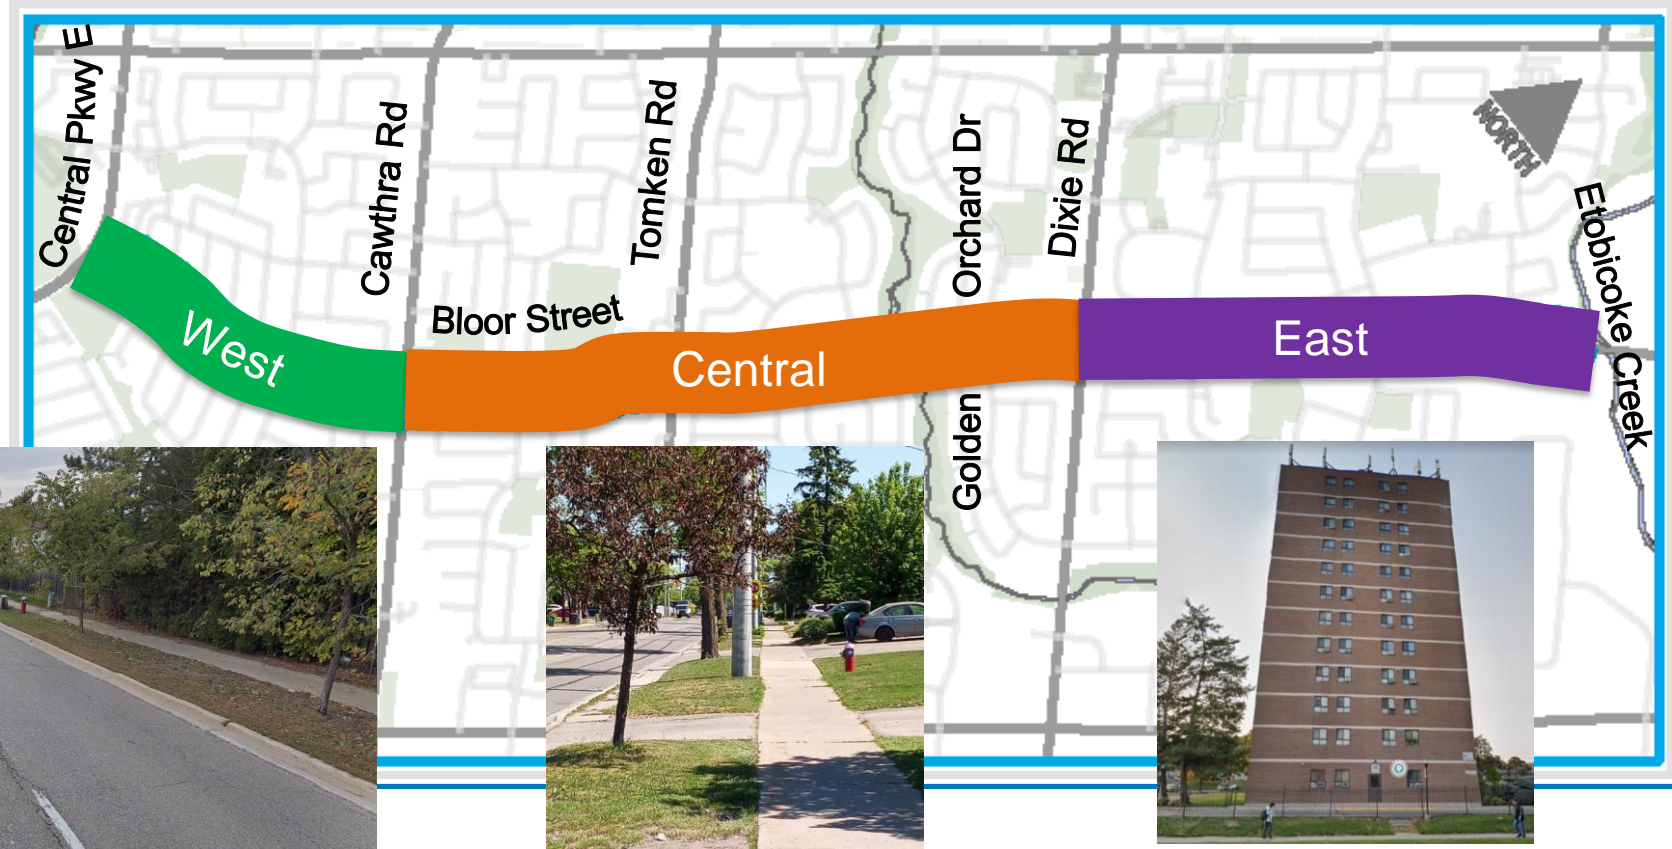 Central Pkwy E
Cawthra Rd
Tomken Rd
Golden Orchard Dr
Dixie Rd
NORTH
Etobicoke Creek
Bloor Street
West
Central
East